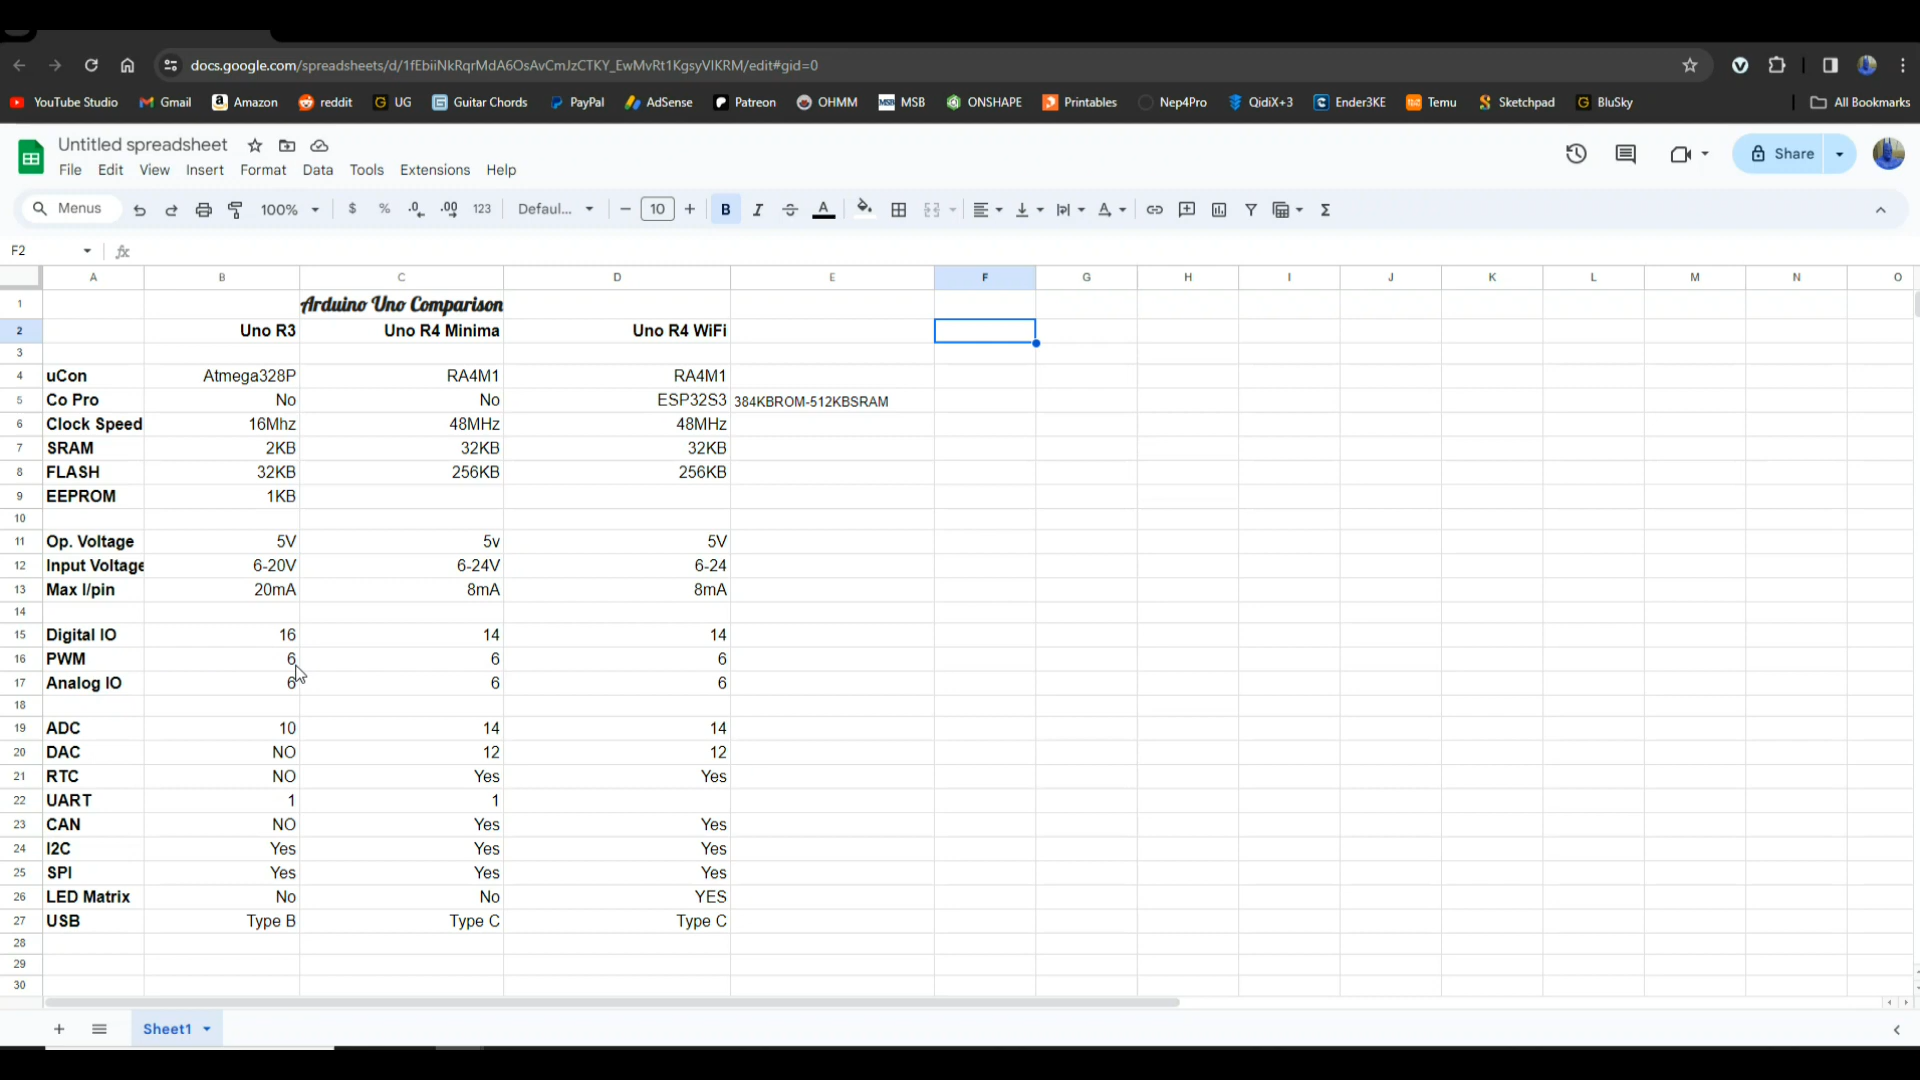 docs.google.com/spreadsheets/d/1fEbiiNkRqrMdA6OsAvCmJzCTKY_EwMvRt1KgsyVIKRM/edit#gid=0
YouTube Studio Gmail Amazon reddit UG Guitar Chords PayPal AdSense Patreon OHMM MSB MSB ONSHAPE Printables Nep4Pro QidiX+3 Ender3KE Temu Sketchpad BluSky All Bookmarks
Untitled spreadsheet
File Edit View Insert Format Data Tools Extensions Help
Share
Menus 100% $ % .0 .00 123 Defaul... 10 B I A Σ
F2 fx
A B C D E F G H I J K L M N O
1 Arduino Uno Comparison
2 Uno R3 Uno R4 Minima Uno R4 WiFi
3
4 uCon Atmega328P RA4M1 RA4M1
5 Co Pro No No ESP32S3 384KBROM-512KBSRAM
6 Clock Speed 16Mhz 48MHz 48MHz
7 SRAM 2KB 32KB 32KB
8 FLASH 32KB 256KB 256KB
9 EEPROM 1KB
10
11 Op. Voltage 5V 5v 5V
12 Input Voltage 6-20V 6-24V 6-24
13 Max I/pin 20mA 8mA 8mA
14
15 Digital IO 16 14 14
16 PWM 6 6 6
17 Analog IO 6 6 6
18
19 ADC 10 14 14
20 DAC NO 12 12
21 RTC NO Yes Yes
22 UART 1 1
23 CAN NO Yes Yes
24 I2C Yes Yes Yes
25 SPI Yes Yes Yes
26 LED Matrix No No YES
27 USB Type B Type C Type C
28
29
30
Sheet1